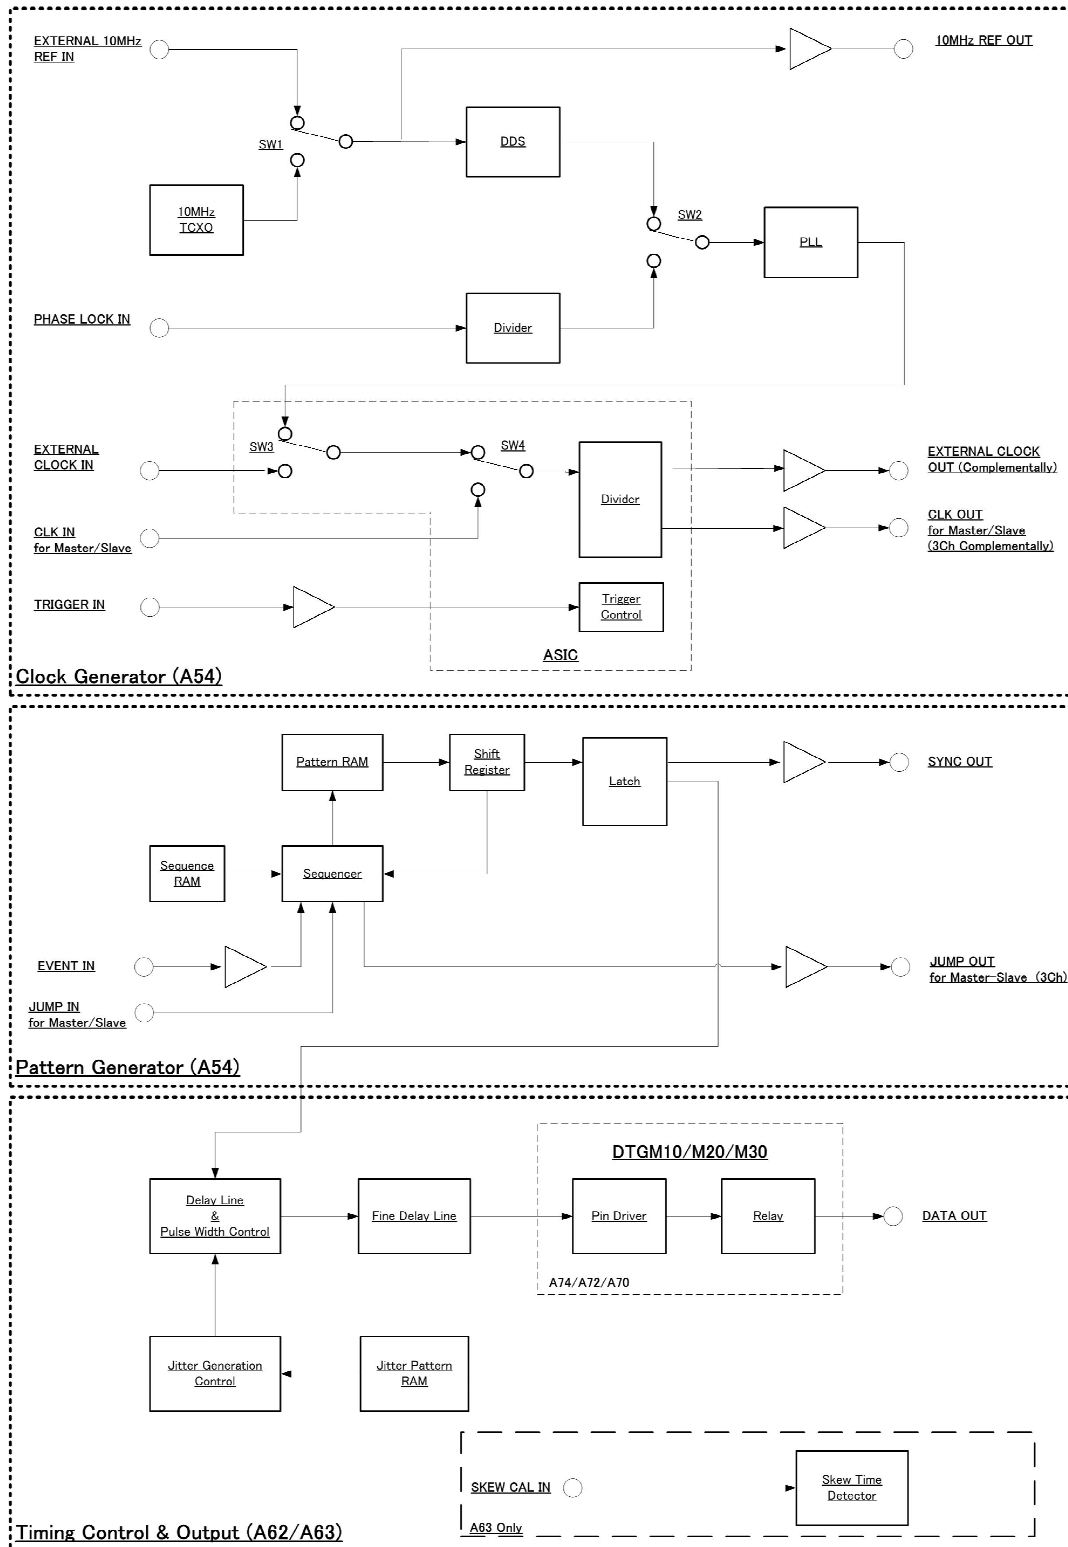 EXTERNAL 10MHz
REF IN
10MHz REF OUT
SW1
DDS
10MHz
TCXO
SW2
PLL
PHASE LOCK IN
Divider
EXTERNAL
CLOCK IN
SW3
SW4
Divider
EXTERNAL CLOCK
OUT (Complementally)
CLK IN
for Master/Slave
CLK OUT
for Master/Slave
(3Ch Complementally)
TRIGGER IN
Trigger
Control
ASIC
Clock Generator (A54)
Pattern RAM
Shift
Register
Latch
SYNC OUT
Sequence
RAM
Sequencer
EVENT IN
JUMP OUT
for Master-Slave (3Ch)
JUMP IN
for Master/Slave
Pattern Generator (A54)
DTGM10/M20/M30
Delay Line
&
Pulse Width Control
Fine Delay Line
Pin Driver
Relay
DATA OUT
A74/A72/A70
Jitter Generation
Control
Jitter Pattern
RAM
SKEW CAL IN
Skew Time
Detector
A63 Only
Timing Control & Output (A62/A63)